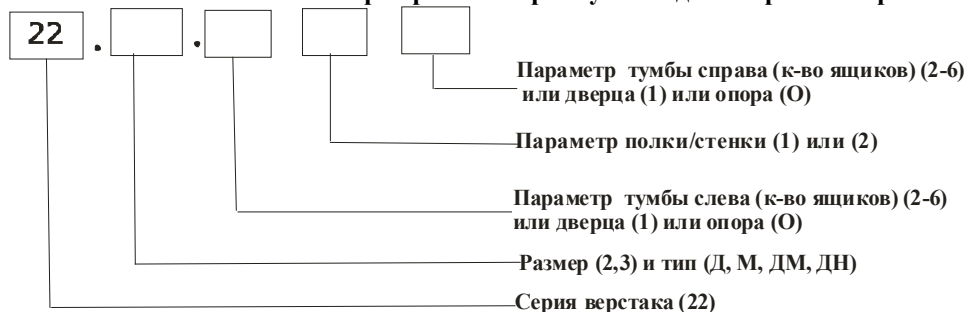 22 . .
Параметр тумбы справа (к-во ящиков) (2-6)
или дверца (1) или опора (О)
Параметр полки/стенки (1) или (2)
Параметр тумбы слева (к-во ящиков) (2-6)
или дверца (1) или опора (О)
Размер (2,3) и тип (Д, М, ДМ, ДН)
Серия верстака (22)